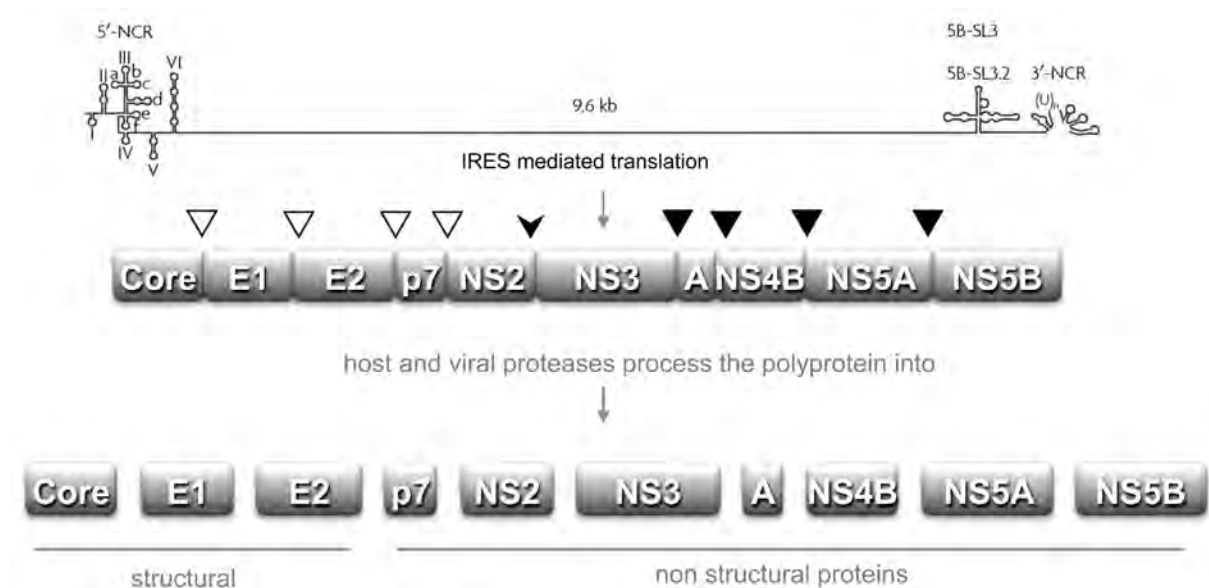 5′-NCR
5B-SL3
III
VI
II
a
b
c
d
e
f
I
IV
V
9.6 kb
5B-SL3.2
3′-NCR
(U)n
IRES mediated translation
Core E1 E2 p7 NS2 NS3 A NS4B NS5A NS5B
host and viral proteases process the polyprotein into
Core E1 E2 p7 NS2 NS3 A NS4B NS5A NS5B
structural
non structural proteins